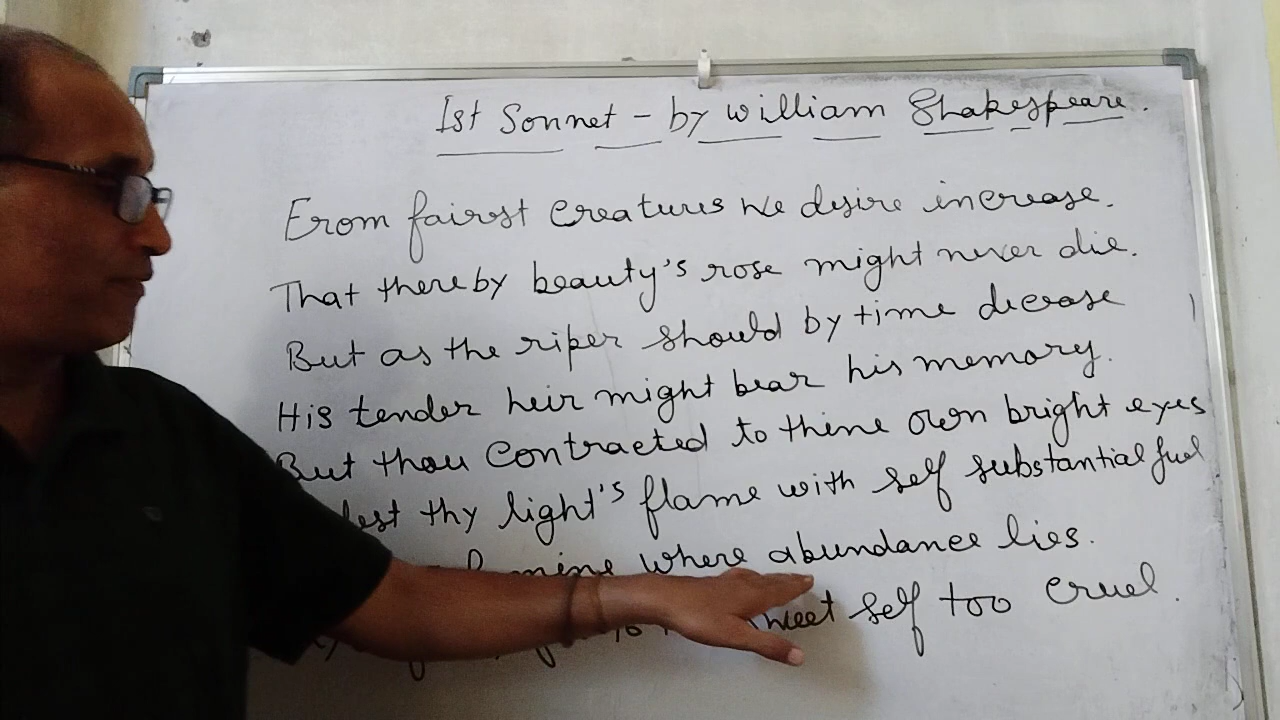 1st Sonnet - by William Shakespeare.
From fairest creatures we desire increase.
That thereby beauty's rose might never die.
But as the riper should by time decease
His tender heir might bear his memory.
But thou contracted to thine own bright eyes
thy light's flame with self substantial fuel
where abundance lies.
sweet self too cruel.